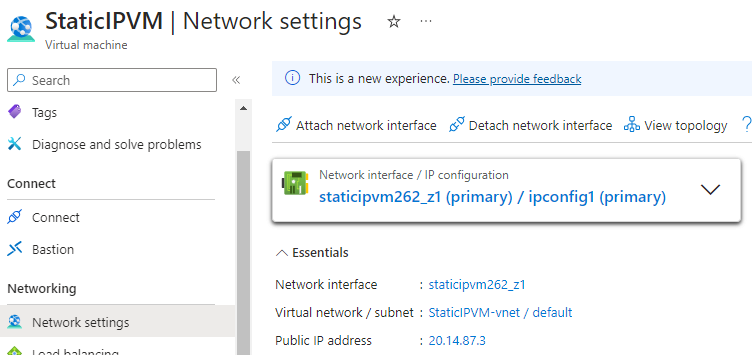 StaticIPVM | Network settings
Virtual machine
Search
Tags
Diagnose and solve problems
Connect
Connect
Bastion
Networking
Network settings
Load balancing
This is a new experience. Please provide feedback
Attach network interface Detach network interface View topology
Network interface / IP configuration
staticipvm262_z1 (primary) / ipconfig1 (primary)
Essentials
Network interface : staticipvm262_z1
Virtual network / subnet : StaticIPVM-vnet / default
Public IP address : 20.14.87.3